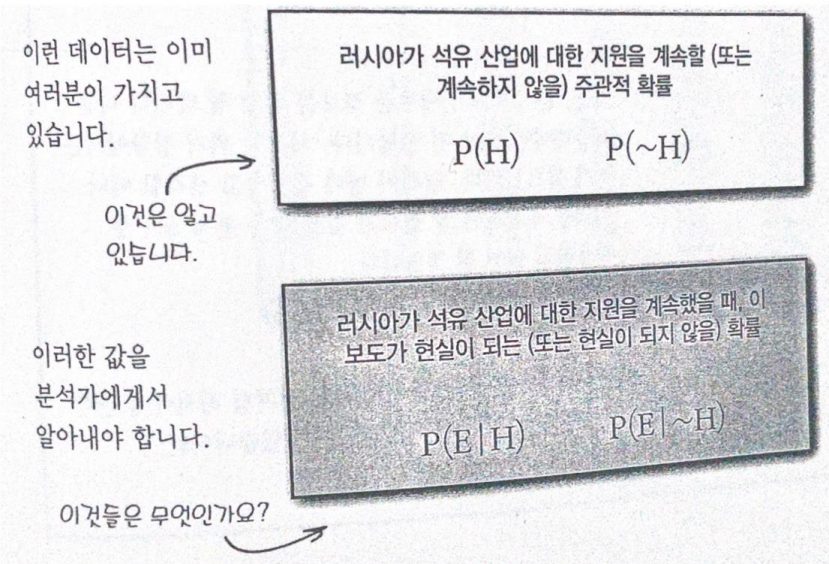 이런 데이터는 이미
여러분이 가지고
있습니다.
이것은 알고
있습니다.
러시아가 석유 산업에 대한 지원을 계속할 (또는
계속하지 않을) 주관적 확률
P(H) P(~H)
이러한 값을
분석가에게서
알아내야 합니다.
이것들은 무엇인가요?
러시아가 석유 산업에 대한 지원을 계속했을 때, 이
보도가 현실이 되는 (또는 현실이 되지 않을) 확률
P(E|H) P(E|~H)